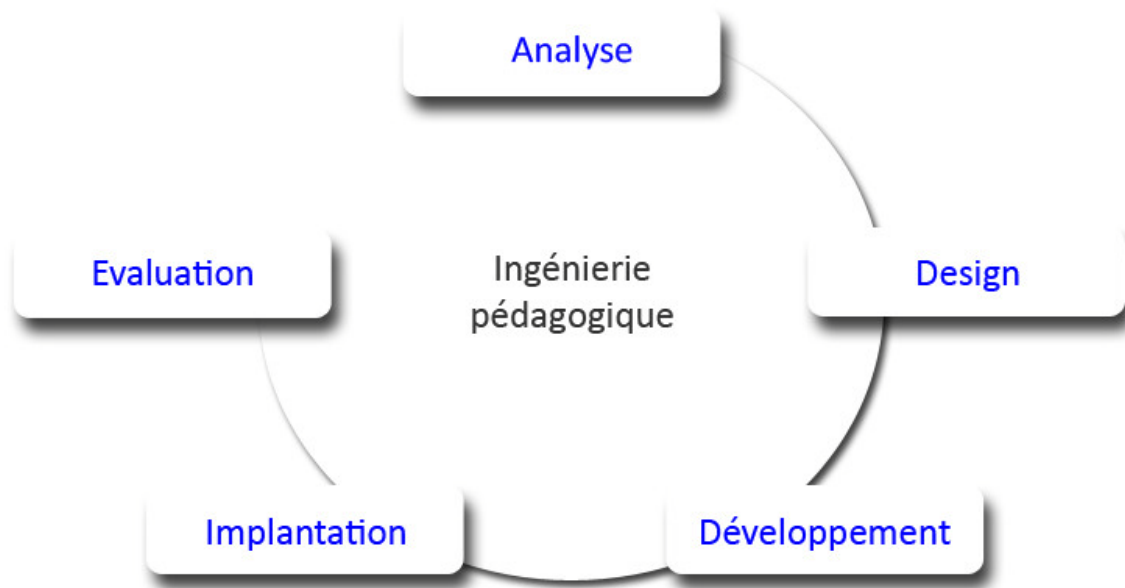 Analyse
Evaluation
Ingénierie
pédagogique
Design
Implantation
Développement